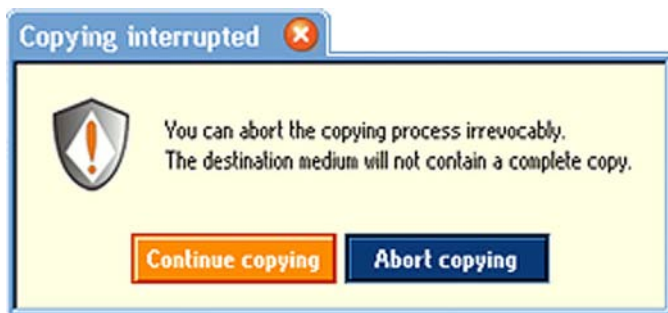 Copying interrupted
You can abort the copying process irrevocably.
The destination medium will not contain a complete copy.
Continue copying
Abort copying